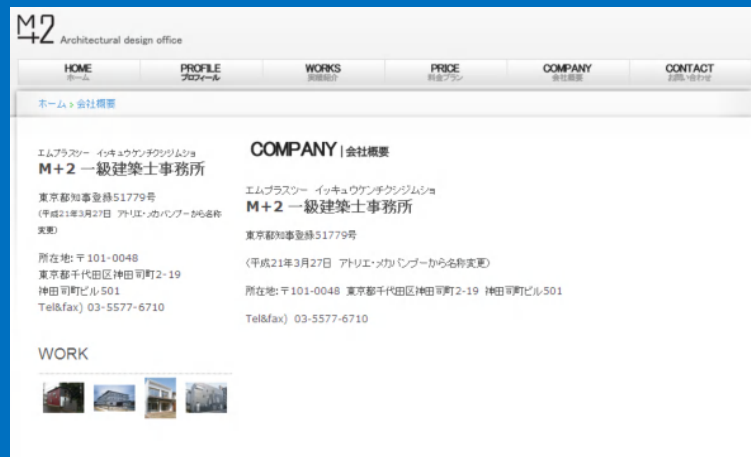 M+2 Architectural design office
HOME PROFILE WORKS PRICE COMPANY CONTACT
ホーム プロフィール 実績紹介 料金プラン 会社概要 お問い合わせ
ホーム > 会社概要
エムプラスツー イッキュウケンチクシジムショ
M+2 一級建築士事務所
東京都知事登録51779号
(平成21年3月27日 アトリエ・メカバンブーから名称
変更)
所在地:〒101-0048
東京都千代田区神田司町2-19
神田司町ビル501
Tel&fax) 03-5577-6710
WORK
COMPANY | 会社概要
エムプラスツー イッキュウケンチクシジムショ
M+2 一級建築士事務所
東京都知事登録51779号
(平成21年3月27日 アトリエ・メカバンブーから名称変更)
所在地:〒101-0048 東京都千代田区神田司町2-19 神田司町ビル501
Tel&fax) 03-5577-6710